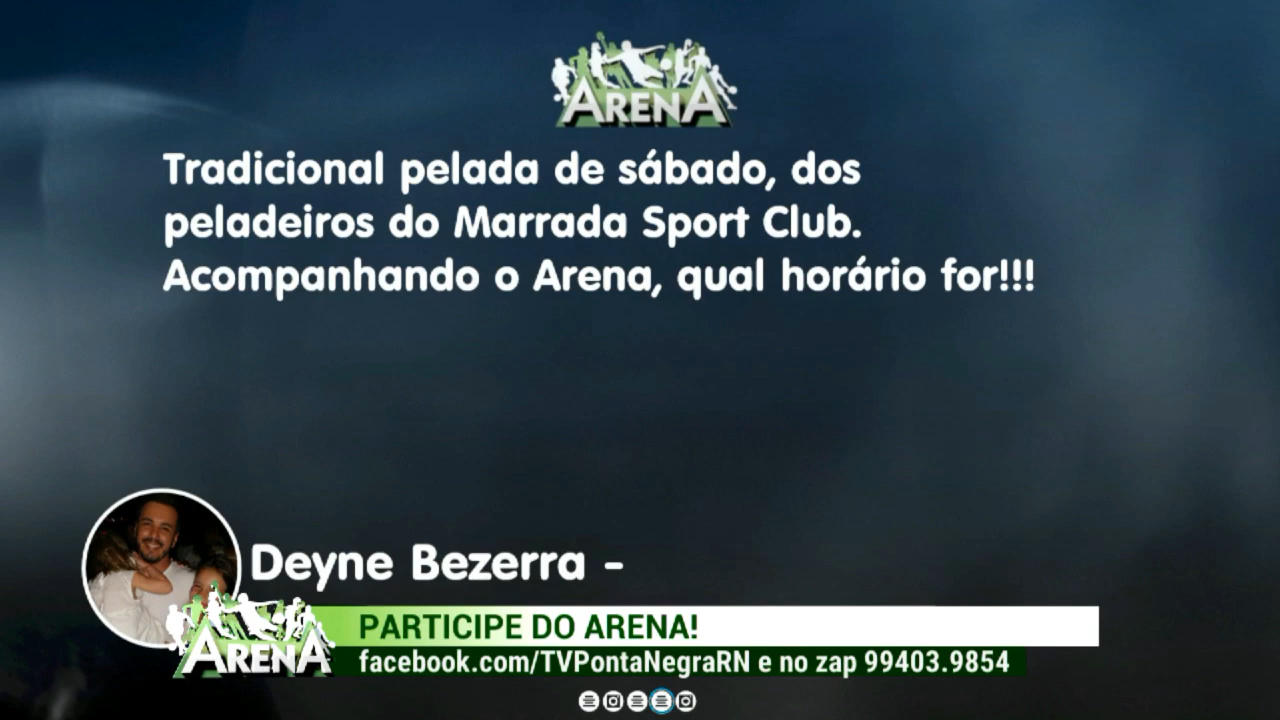 ARENA
Tradicional pelada de sábado, dos
peladeiros do Marrada Sport Club.
Acompanhando o Arena, qual horário for!!!
Deyne Bezerra -
PARTICIPE DO ARENA!
ARENA
facebook.com/TVPontaNegraRN e no zap 99403.9854